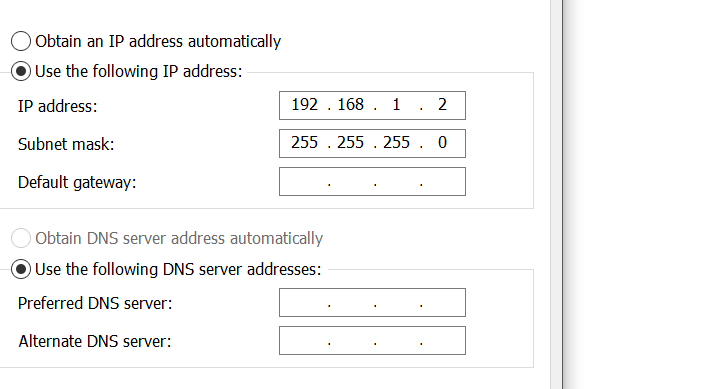 Obtain an IP address automatically
Use the following IP address:
IP address: 192 . 168 . 1 . 2
Subnet mask: 255 . 255 . 255 . 0
Default gateway: . . .
Obtain DNS server address automatically
Use the following DNS server addresses:
Preferred DNS server: . . .
Alternate DNS server: . . .